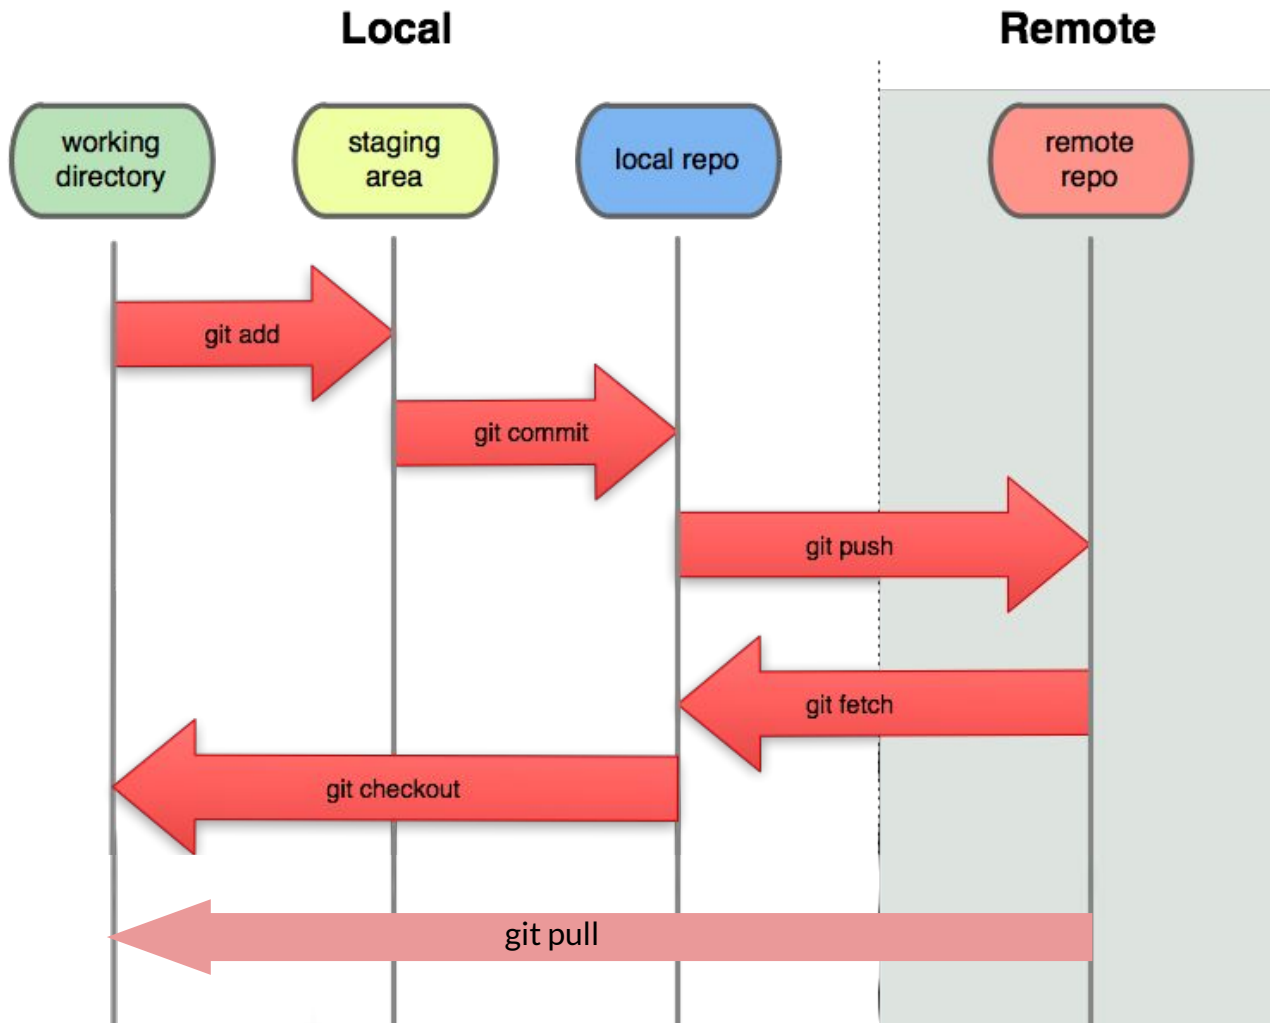 Local
Remote
working
directory
staging
area
local repo
remote
repo
git add
git commit
git push
git fetch
git checkout
git pull